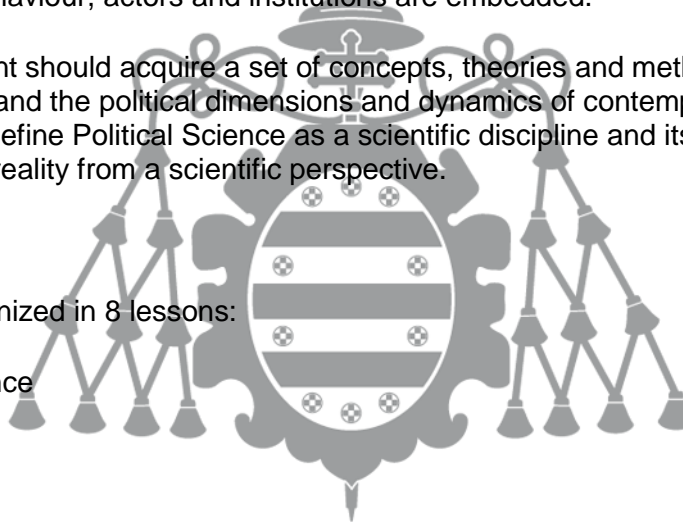 haviour, actors and institutions are embedded.
nt should acquire a set of concepts, theories and meth
and the political dimensions and dynamics of contemp
efine Political Science as a scientific discipline and its
reality from a scientific perspective.
nized in 8 lessons:
nce